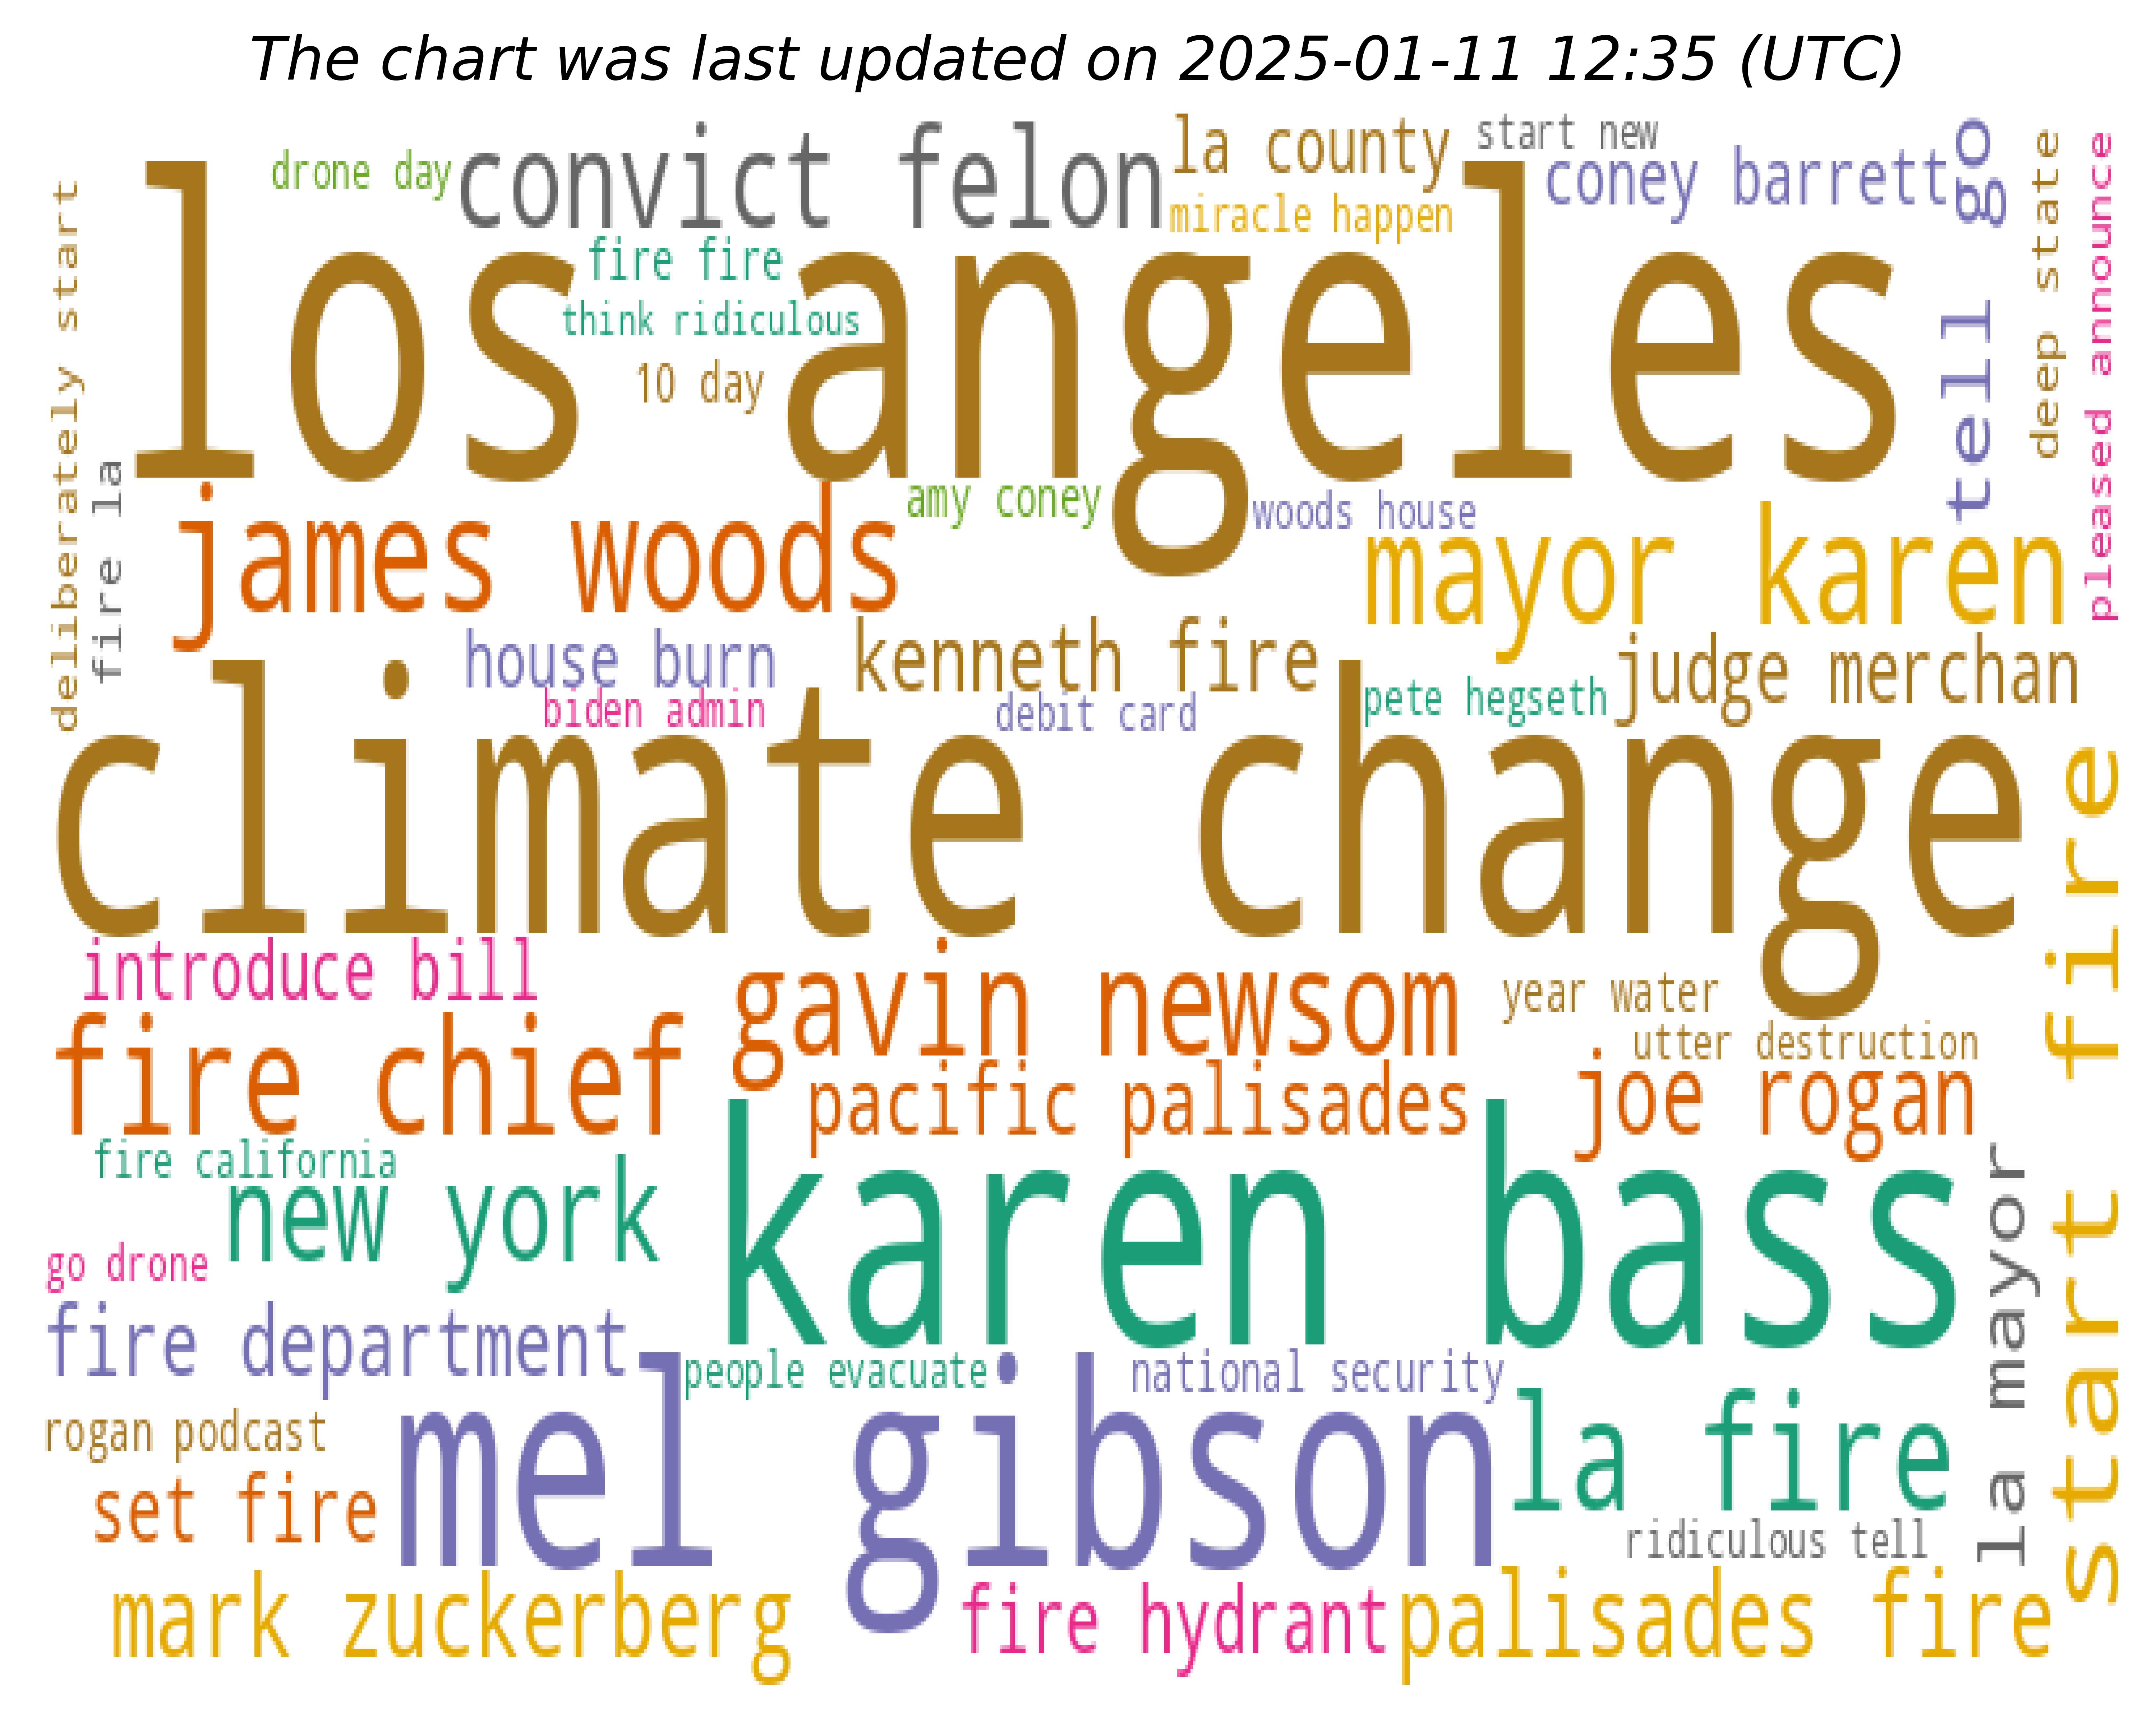 The chart was last updated on 2025-01-11 12:35 (UTC)
drone day
convict felon
la county
start new
coney barrett
miracle happen
tell go
deep state
pleased announce
deliberately start
los angeles
fire fire
think ridiculous
10 day
fire la
james woods
amy coney
woods house
mayor karen
house burn
kenneth fire
judge merchan
biden admin
debit card
pete hegseth
climate change
start fire
introduce bill
gavin newsom
year water
utter destruction
fire chief
pacific palisades
joe rogan
fire california
new york
karen bass
la mayor
go drone
fire department
people evacuate
national security
rogan podcast
mel gibson
la fire
set fire
ridiculous tell
mark zuckerberg
fire hydrant
palisades fire